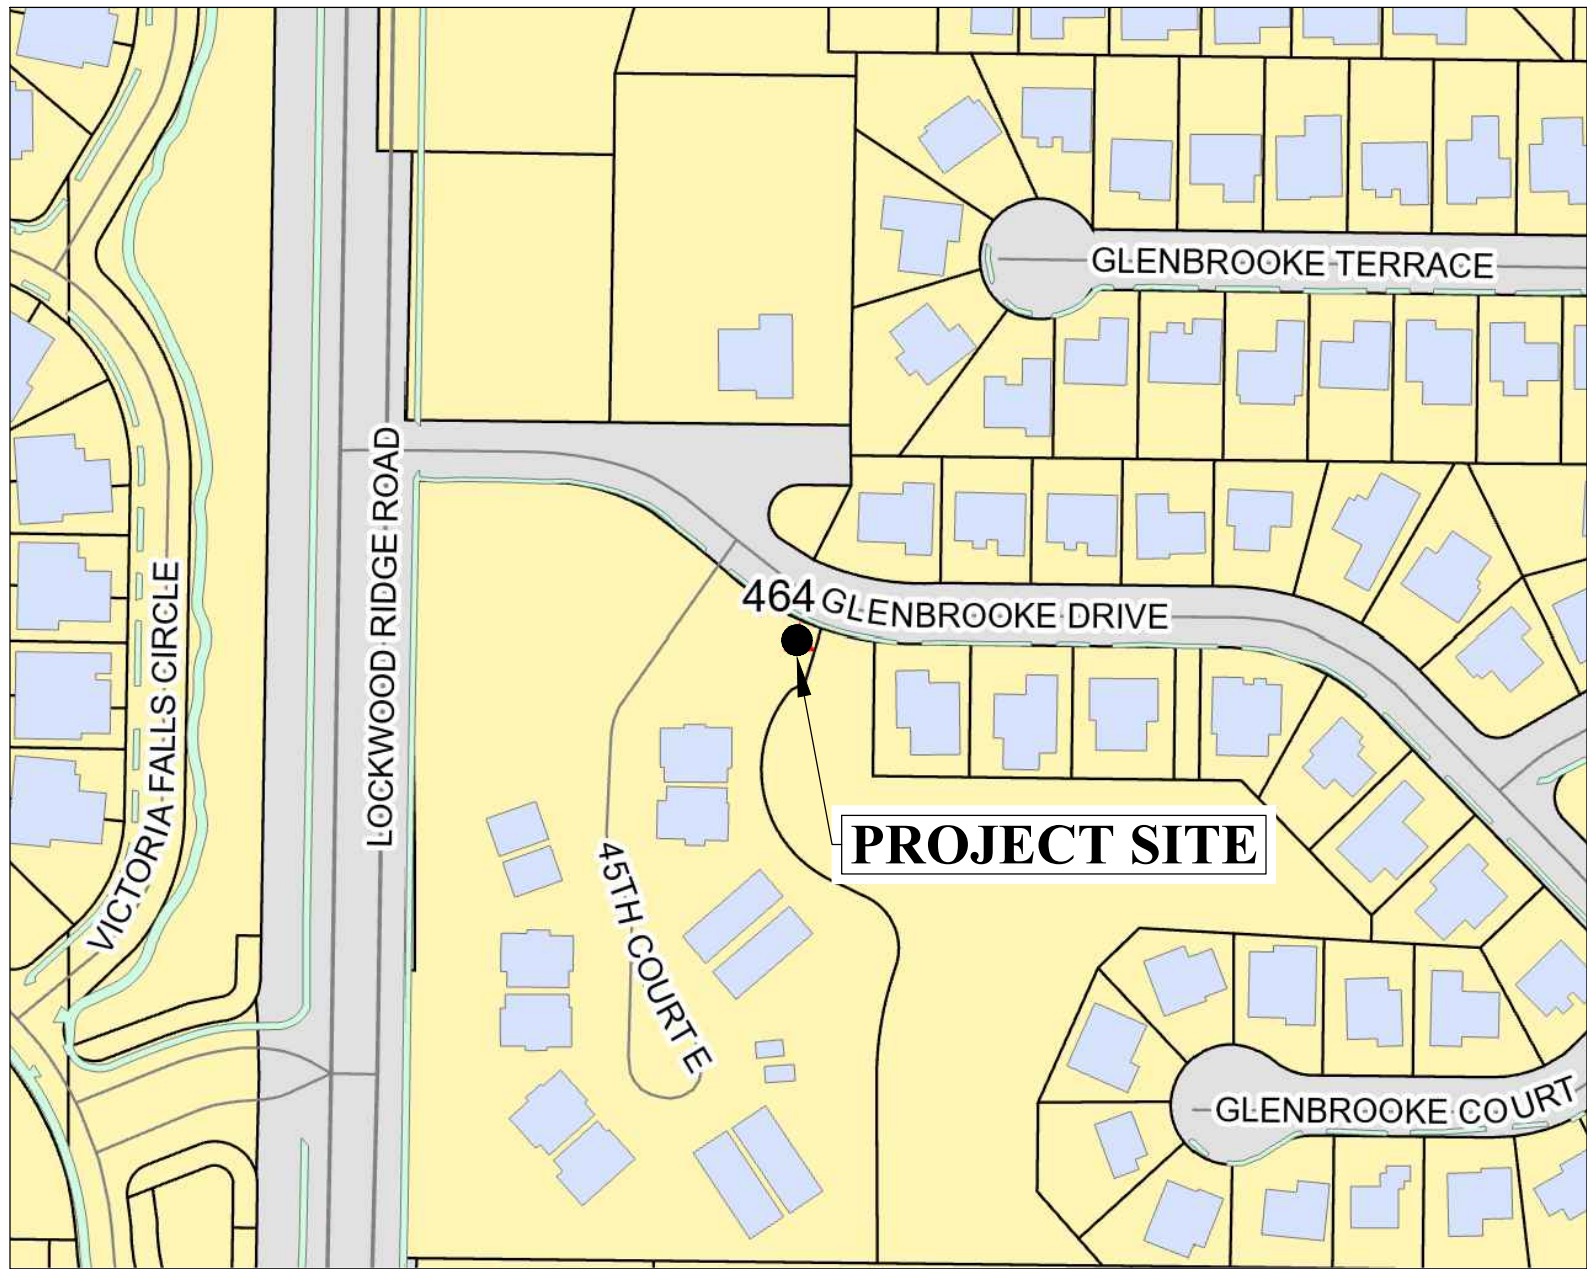 GLENBROOKE TERRACE
LOCKWOOD RIDGE ROAD
VICTORIA FALLS CIRCLE
464
GLENBROOKE DRIVE
PROJECT SITE
45TH COURT E
GLENBROOKE COURT